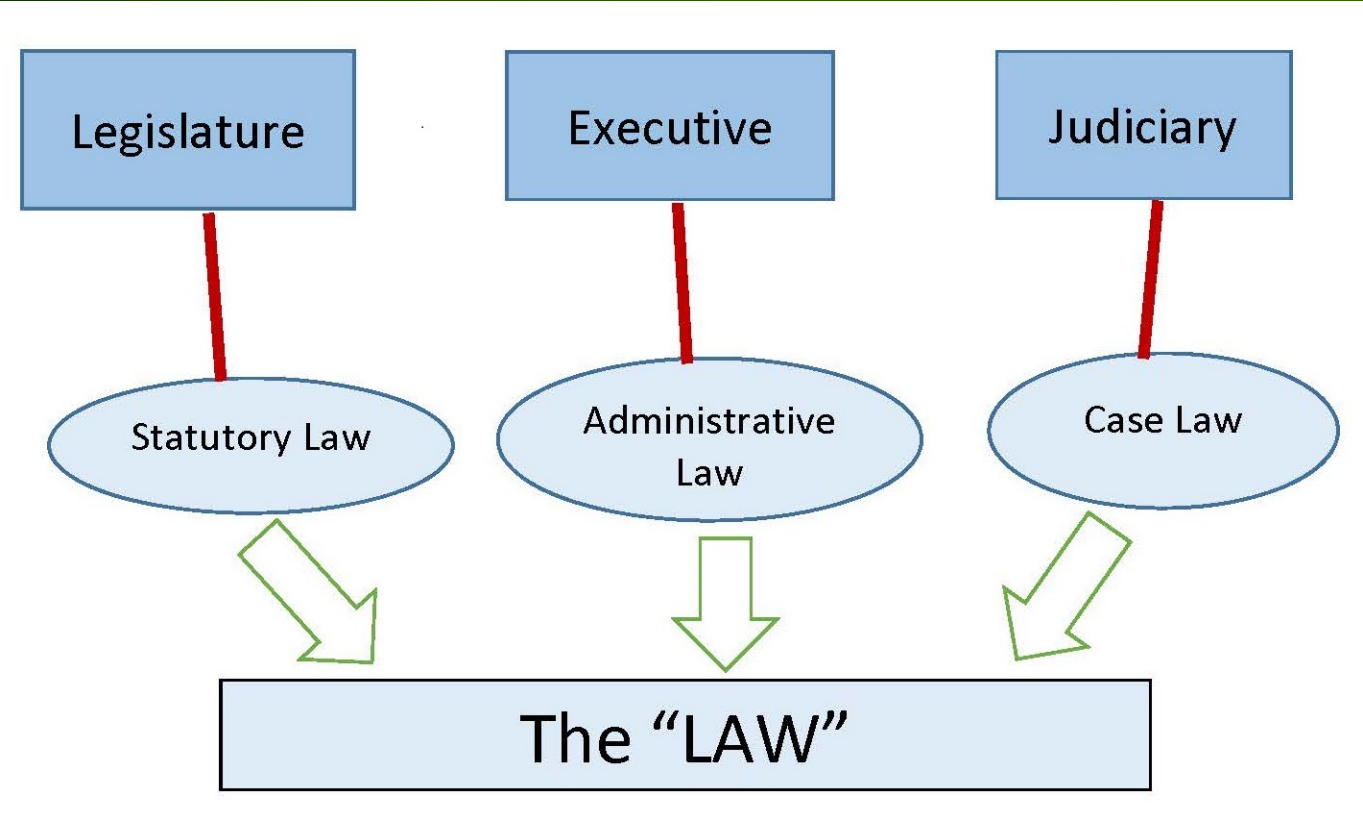 Legislature
Executive
Judiciary
Statutory Law
Administrative
Law
Case Law
The “LAW”